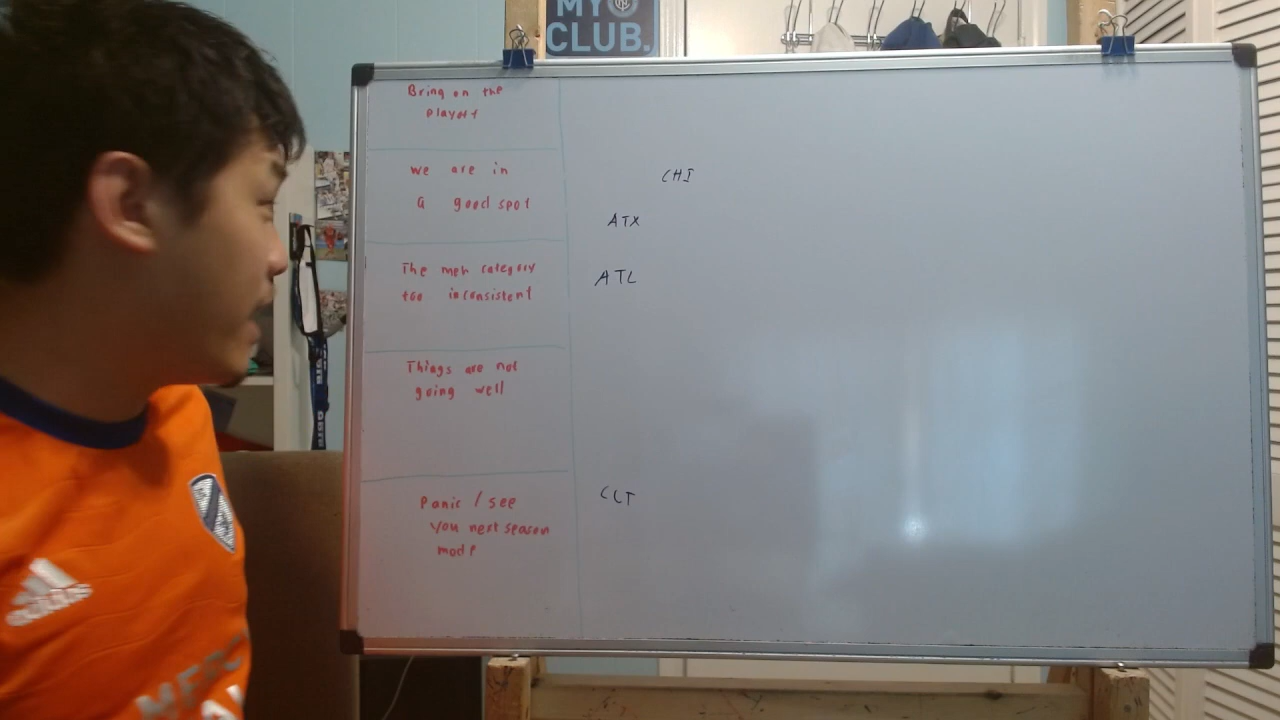 MY
CLUB.
Bring on the
playoff
we are in
a good spot
CHI
ATX
The meh category
too inconsistent
ATL
Things are not
going well
Panic / see
you next season
mode
CLT
adidas